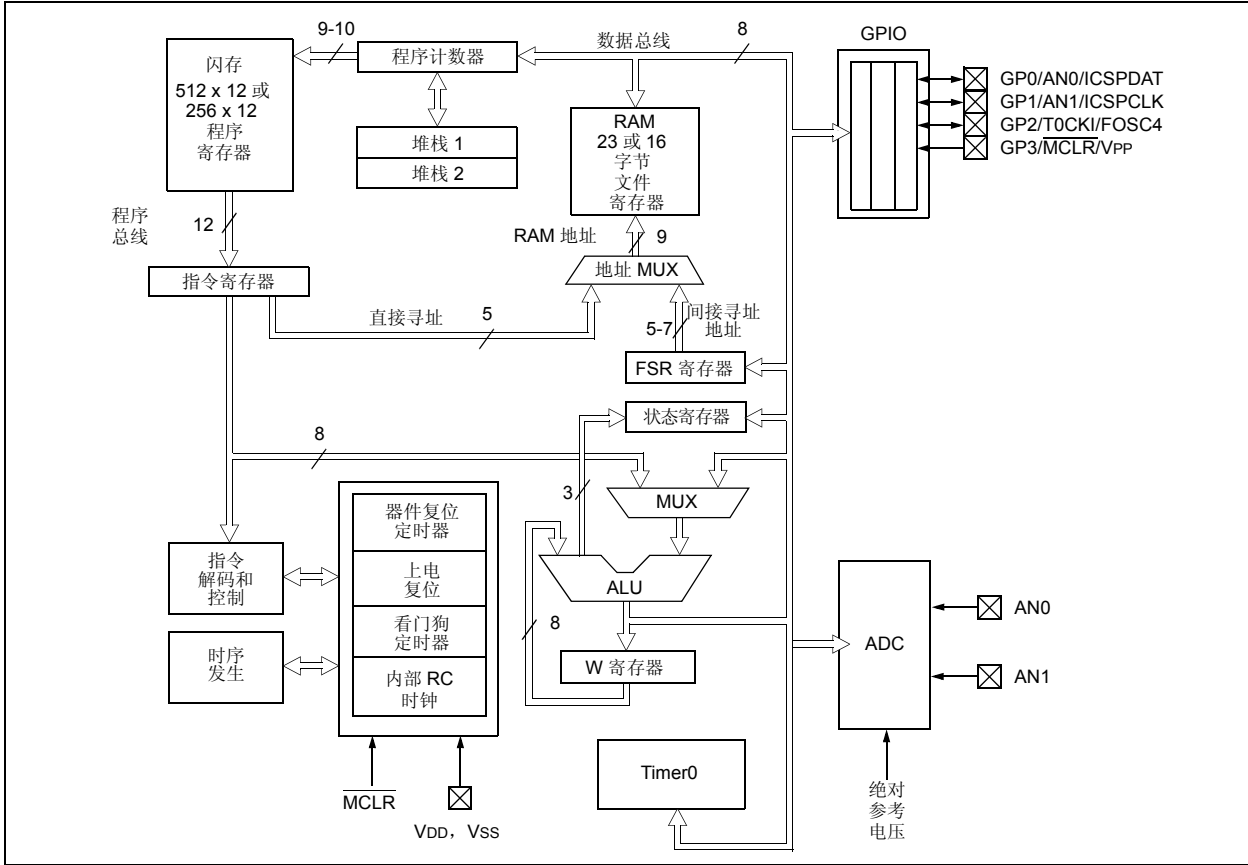 9-10
程序计数器
数据总线
8
GPIO
闪存
512 x 12 或
256 x 12
程序
寄存器
堆栈 1
堆栈 2
RAM
23 或 16
字节
文件
寄存器
GP0/AN0/ICSPDAT
GP1/AN1/ICSPCLK
GP2/T0CKI/FOSC4
GP3/MCLR/VPP
程序
总线
12
RAM 地址
9
指令寄存器
地址 MUX
直接寻址
5
5-7
间接寻址
地址
FSR 寄存器
状态寄存器
8
3
MUX
器件复位
定时器
上电
复位
看门狗
定时器
内部 RC
时钟
指令
解码和
控制
时序
发生
ALU
8
W 寄存器
ADC
AN0
AN1
Timer0
MCLR
VDD，VSS
绝对
参考
电压